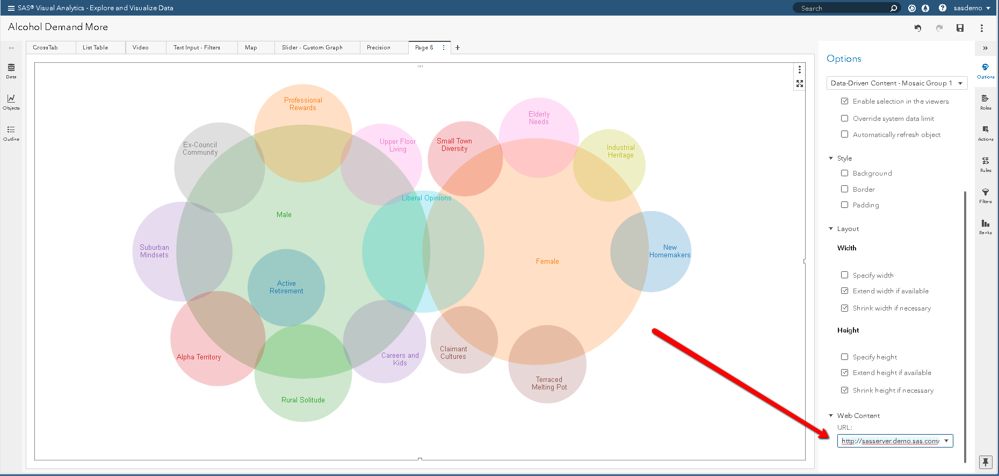 SAS® Visual Analytics - Explore and Visualize Data
Search
sasdemo
Alcohol Demand More
CrossTab
List Table
Video
Text Input - Filters
Map
Slider - Custom Graph
Precision
Page 8
+
Data
Objects
Outline
Professional
Rewards
Elderly
Needs
Ex-Council
Community
Upper Floor
Living
Small Town
Diversity
Industrial
Heritage
Liberal Opinions
Male
Suburban
Mindsets
New
Homemakers
Female
Active
Retirement
Alpha Territory
Careers and
Kids
Claimant
Cultures
Terraced
Melting Pot
Rural Solitude
Options
Data-Driven Content - Mosaic Group 1
Enable selection in the viewers
Override system data limit
Automatically refresh object
Style
Background
Border
Padding
Layout
Width
Specify width
Extend width if available
Shrink width if necessary
Height
Specify height
Extend height if available
Shrink height if necessary
Web Content
URL:
http://sasserver.demo.sas.com/
Options
Roles
Actions
Rules
Filters
Ranks